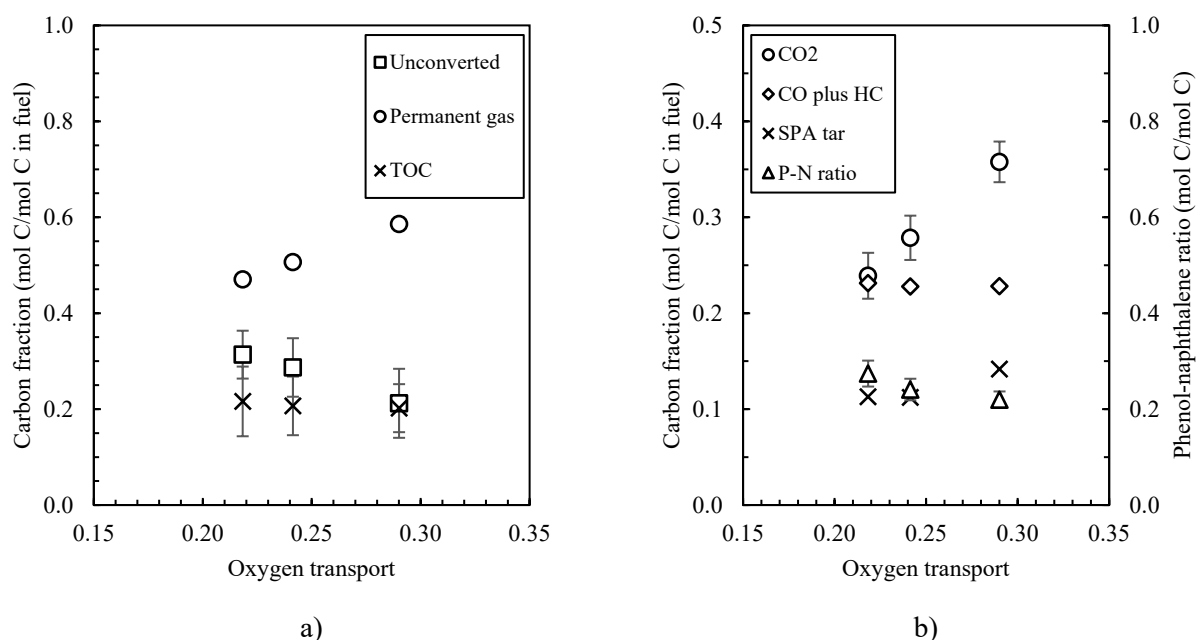 1.0
0.8
0.6
0.4
0.2
0.0
Carbon fraction (mol C/mol C in fuel)
Unconverted
Permanent gas
TOC
0.15 0.20 0.25 0.30 0.35
Oxygen transport
a)
0.5
0.4
0.3
0.2
0.1
0.0
Carbon fraction (mol C/mol C in fuel)
CO2
CO plus HC
SPA tar
P-N ratio
1.0
0.8
0.6
0.4
0.2
0.0
Phenol-naphthalene ratio (mol C/mol C)
0.15 0.20 0.25 0.30 0.35
Oxygen transport
b)